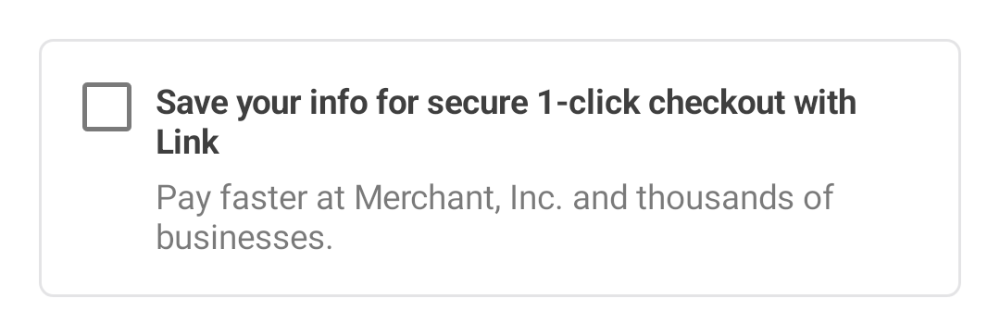 Save your info for secure 1-click checkout with
Link
Pay faster at Merchant, Inc. and thousands of
businesses.